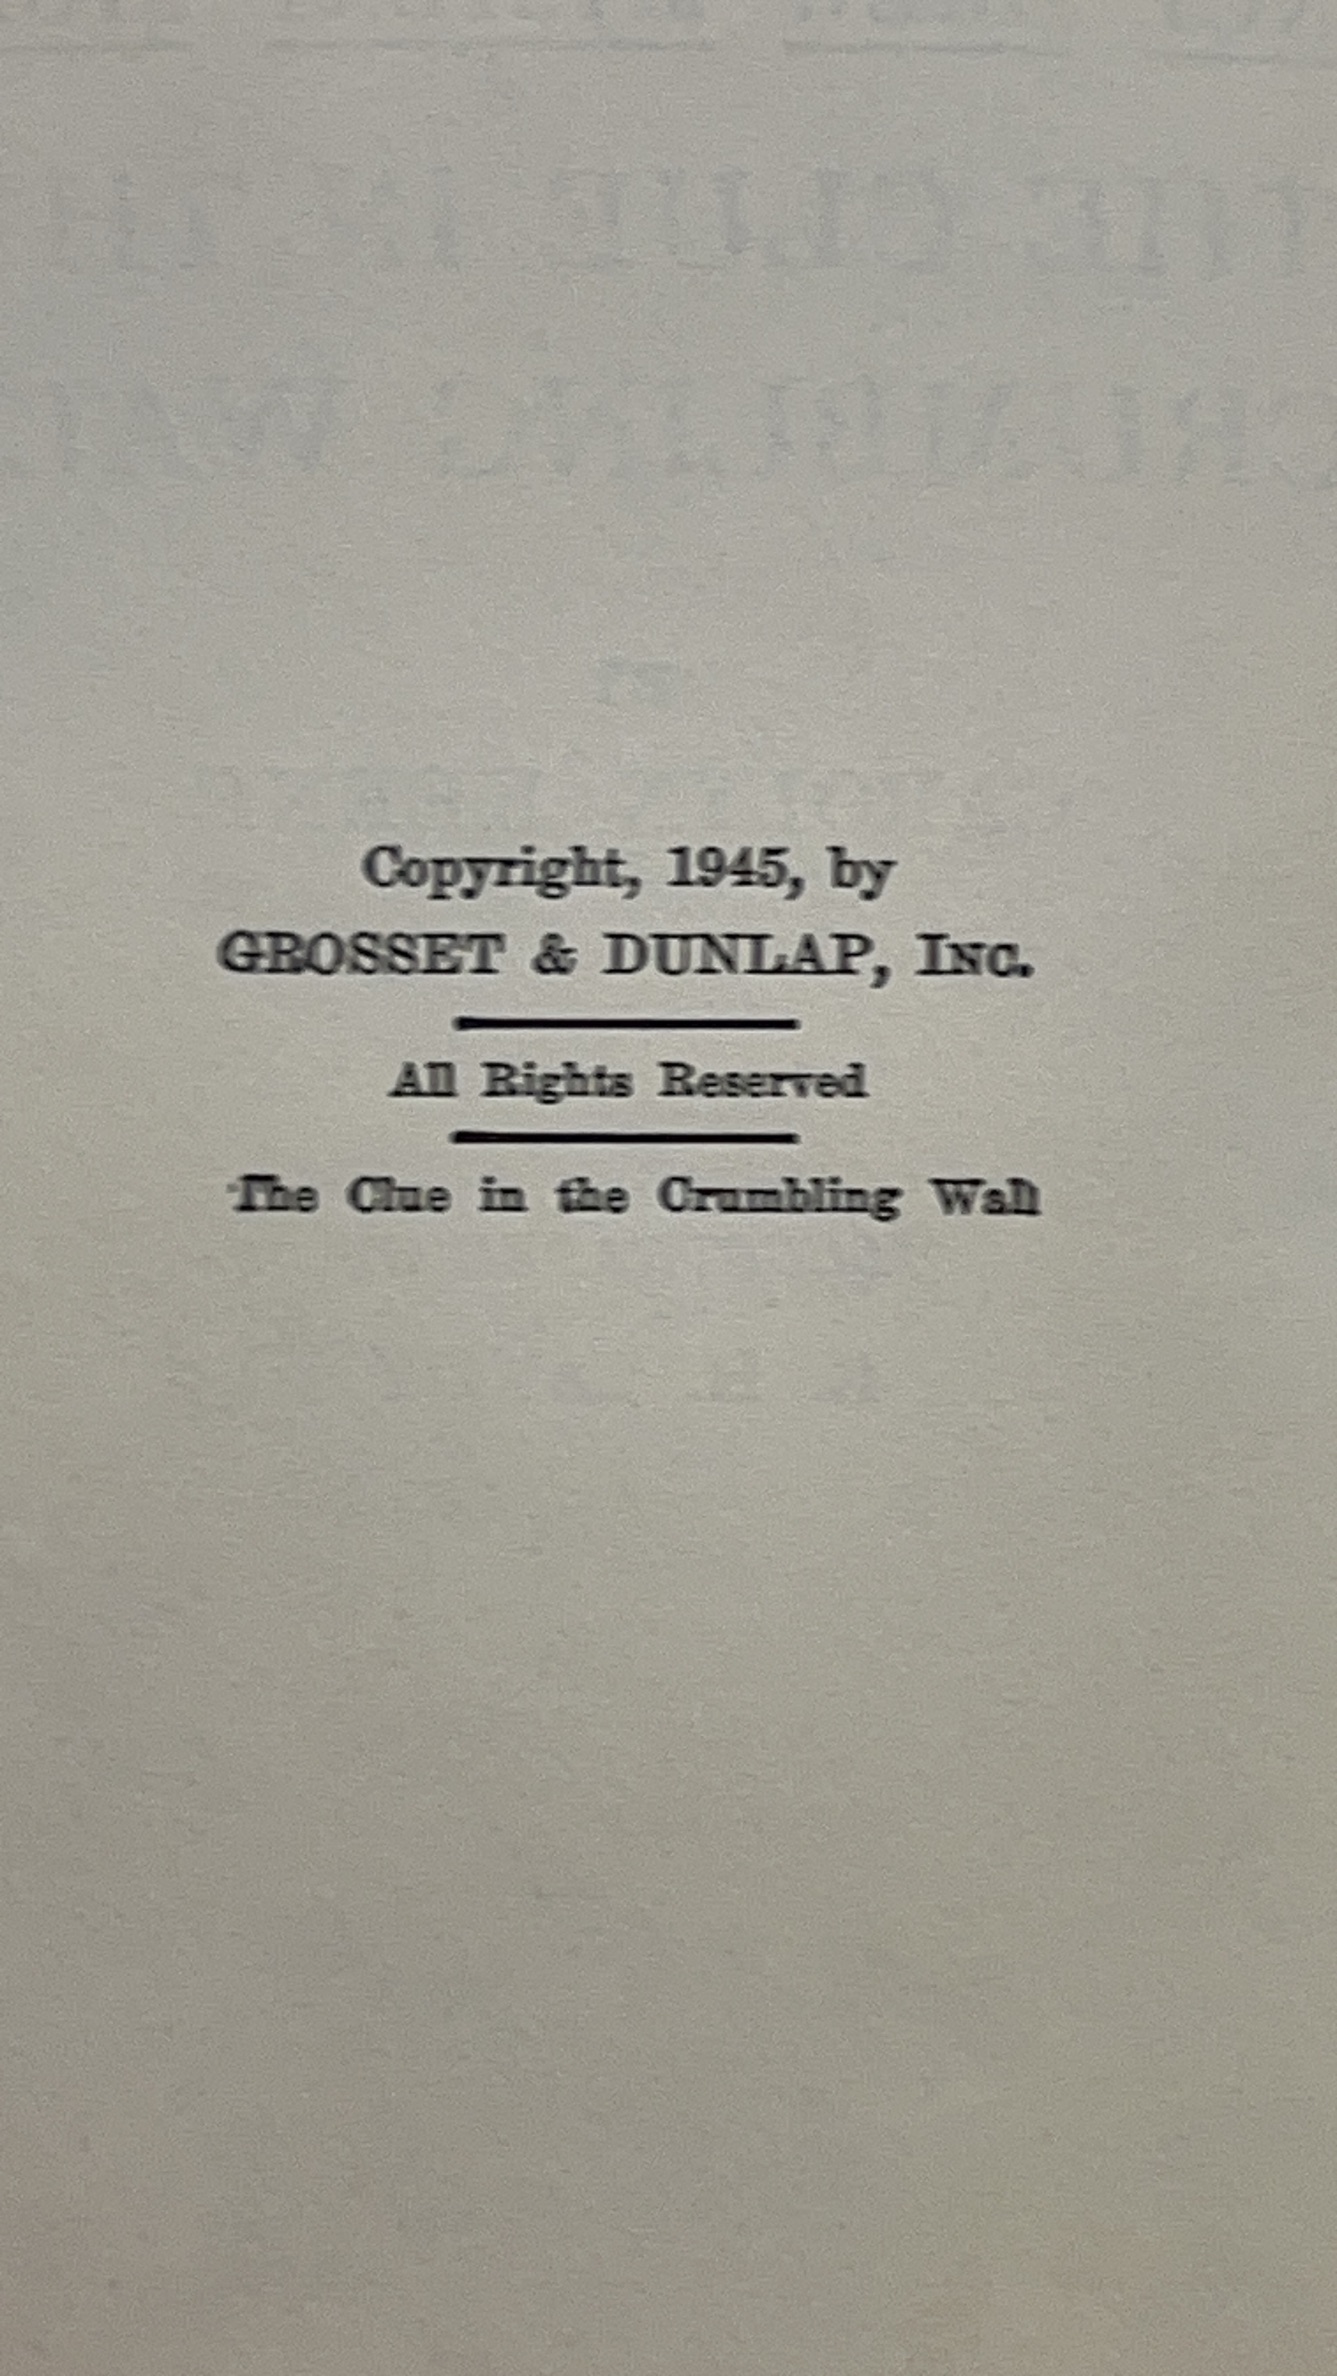 Copyright, 1945, by
GROSSET & DUNLAP, INC.
All Rights Reserved
The Clue in the Crumbling Wall